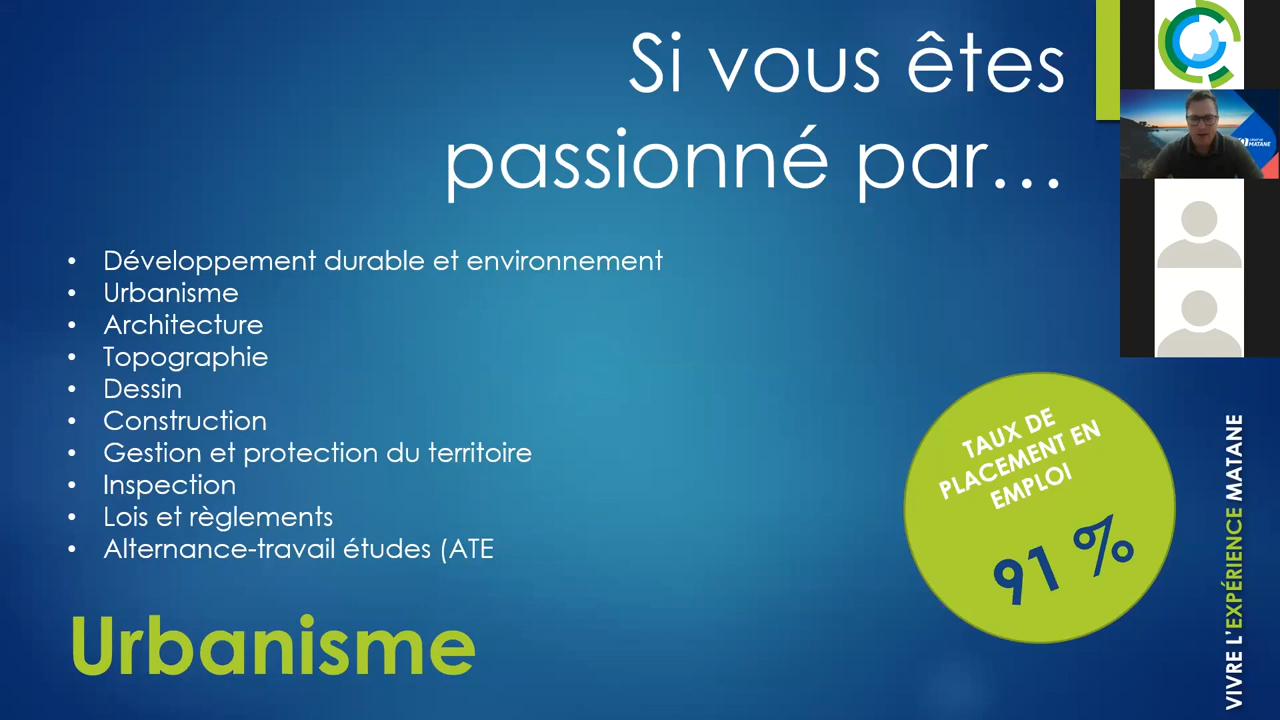 Si vous êtes
passionné par...
• Développement durable et environnement
• Urbanisme
• Architecture
• Topographie
• Dessin
• Construction
• Gestion et protection du territoire
• Inspection
• Lois et règlements
• Alternance-travail études (ATE
TAUX DE
PLACEMENT EN
EMPLOI
91 %
Urbanisme
VIVRE L'EXPÉRIENCE MATANE
MATANE